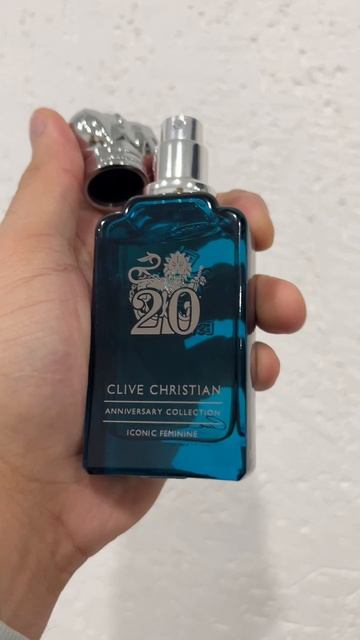 20
CLIVE CHRISTIAN
ANNIVERSARY COLLECTION
ICONIC FEMININE